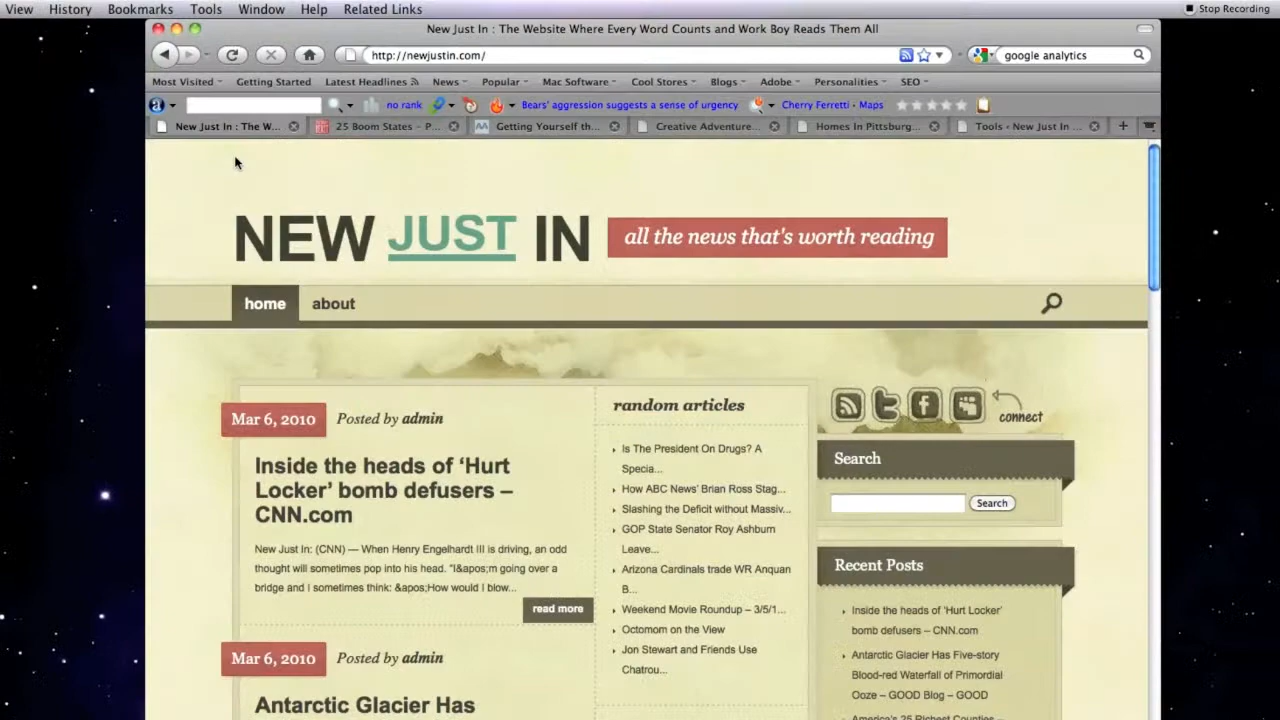 View History Bookmarks Tools Window Help Related Links Stop Recording
New Just In : The Website Where Every Word Counts and Work Boy Reads Them All
http://newjustin.com/ google analytics
Most Visited Getting Started Latest Headlines News Popular Mac Software Cool Stores Blogs Adobe Personalities SEO
a no rank Bears' aggression suggests a sense of urgency Cherry Ferretti • Maps
New Just In : The W... 25 Boom States - P... Getting Yourself th... Creative Adventure... Homes In Pittsburg... Tools ‹ New Just In ...
NEW JUST IN all the news that's worth reading
home about
Mar 6, 2010 Posted by admin
Inside the heads of ‘Hurt
Locker’ bomb defusers –
CNN.com
New Just In: (CNN) — When Henry Engelhardt III is driving, an odd
thought will sometimes pop into his head. "I&apos;m going over a
bridge and I sometimes think: &apos;How would I blow...
read more
Mar 6, 2010 Posted by admin
Antarctic Glacier Has
random articles
Is The President On Drugs? A
Specia...
How ABC News’ Brian Ross Stag...
Slashing the Deficit without Massiv...
GOP State Senator Roy Ashburn
Leave...
Arizona Cardinals trade WR Anquan
B...
Weekend Movie Roundup – 3/5/1...
Octomom on the View
Jon Stewart and Friends Use
Chatrou...
connect
Search
Search
Recent Posts
Inside the heads of ‘Hurt Locker’
bomb defusers – CNN.com
Antarctic Glacier Has Five-story
Blood-red Waterfall of Primordial
Ooze – GOOD Blog – GOOD
America’s 25 Richest Counties –